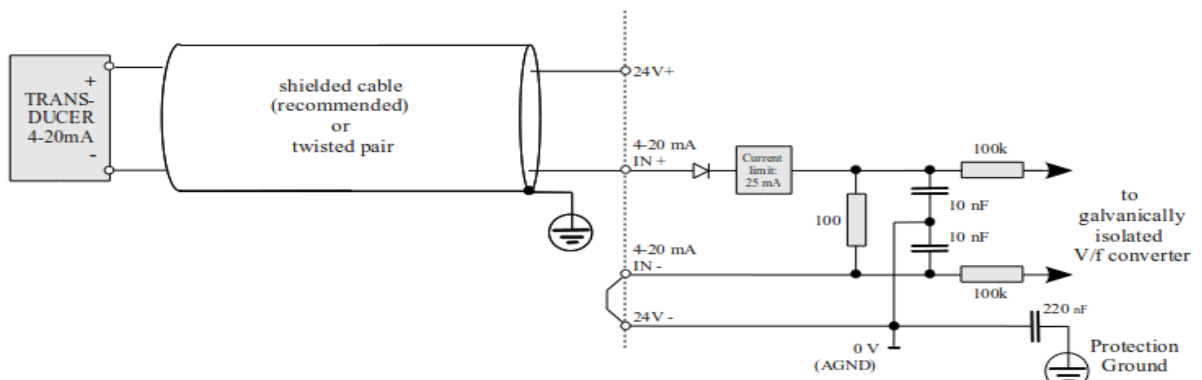 +
TRANS-
DUCER
4-20mA
-
shielded cable
(recommended)
or
twisted pair
24V+
4-20 mA
IN +
Current
limit:
25 mA
100k
100
10 nF
10 nF
to
galvanically
isolated
V/f converter
4-20 mA
IN -
100k
24V -
220 nF
0 V
(AGND)
Protection
Ground